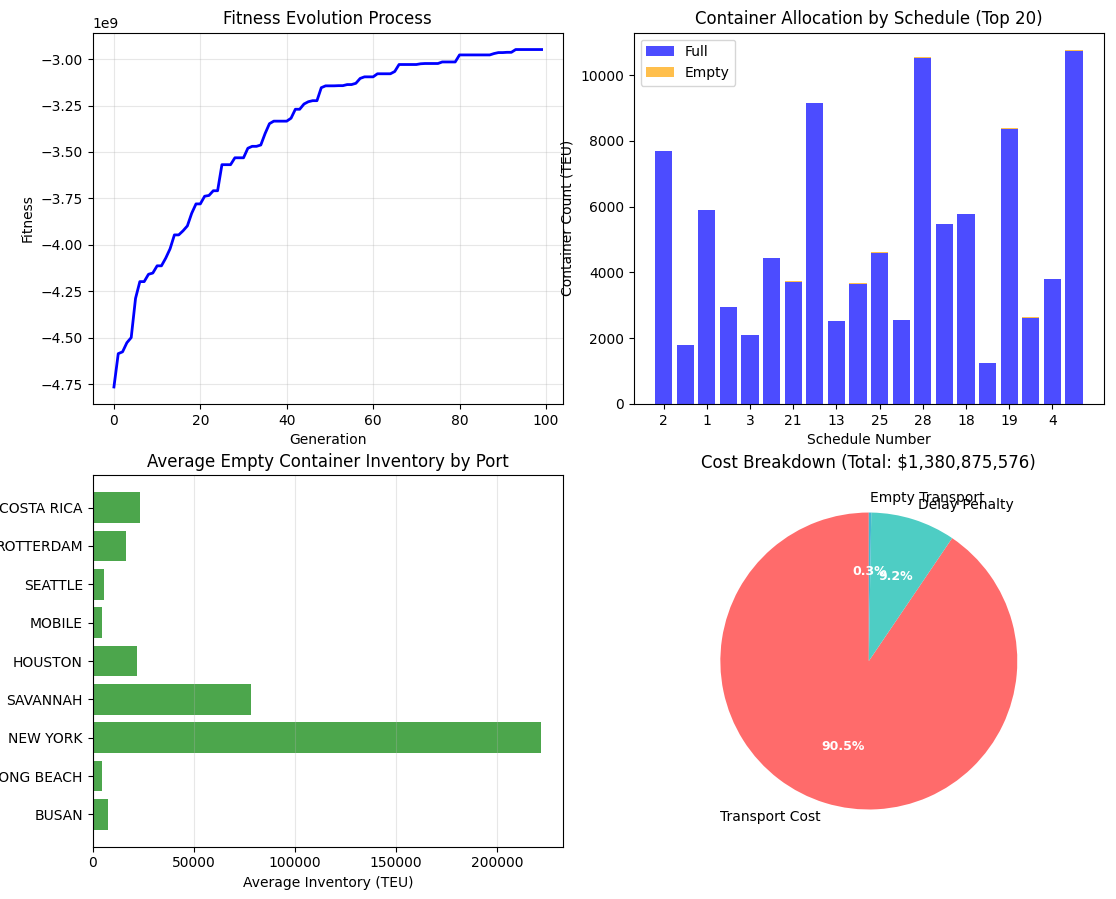 Fitness Evolution Process
1e9
−3.00
−3.25
−3.50
−3.75
−4.00
−4.25
−4.50
−4.75
Fitness
0 20 40 60 80 100
Generation
Container Allocation by Schedule (Top 20)
Full
Empty
10000
8000
6000
4000
2000
0
Container Count (TEU)
2 1 3 21 13 25 28 18 19 4
Schedule Number
Average Empty Container Inventory by Port
COSTA RICA
ROTTERDAM
SEATTLE
MOBILE
HOUSTON
SAVANNAH
NEW YORK
ONG BEACH
BUSAN
0 50000 100000 150000 200000
Average Inventory (TEU)
Cost Breakdown (Total: $1,380,875,576)
Empty Transport
Delay Penalty
0.3%
9.2%
90.5%
Transport Cost